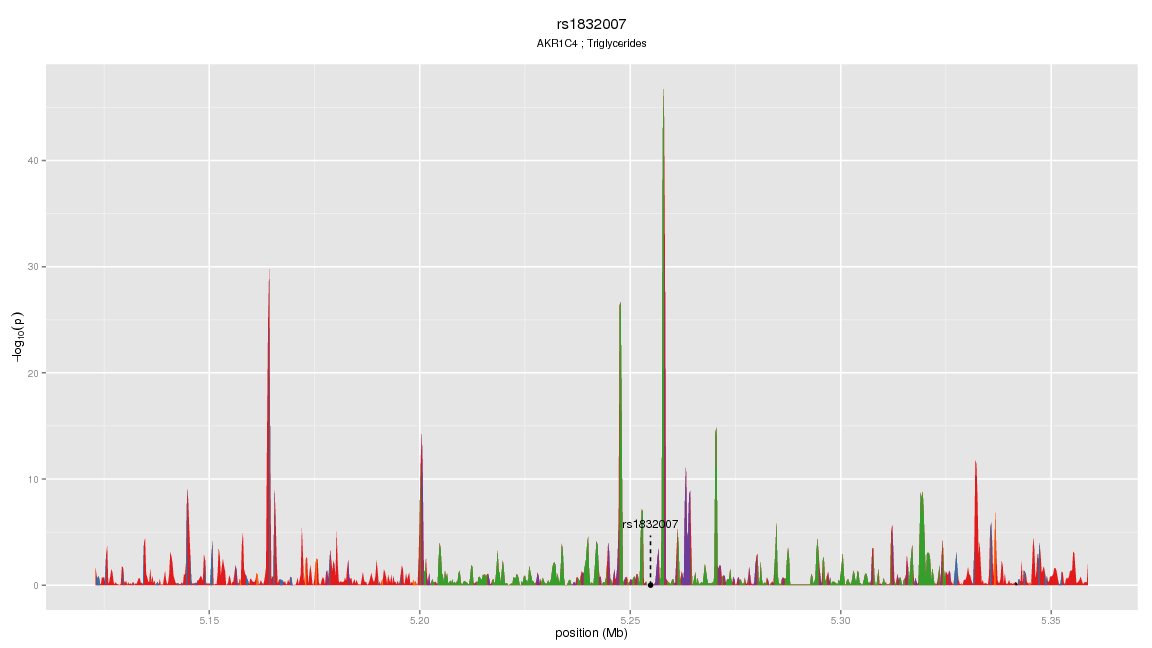 rs1832007
AKR1C4 ; Triglycerides
−log10(p)
40
30
20
10
0
rs1832007
5.15 5.20 5.25 5.30 5.35
position (Mb)